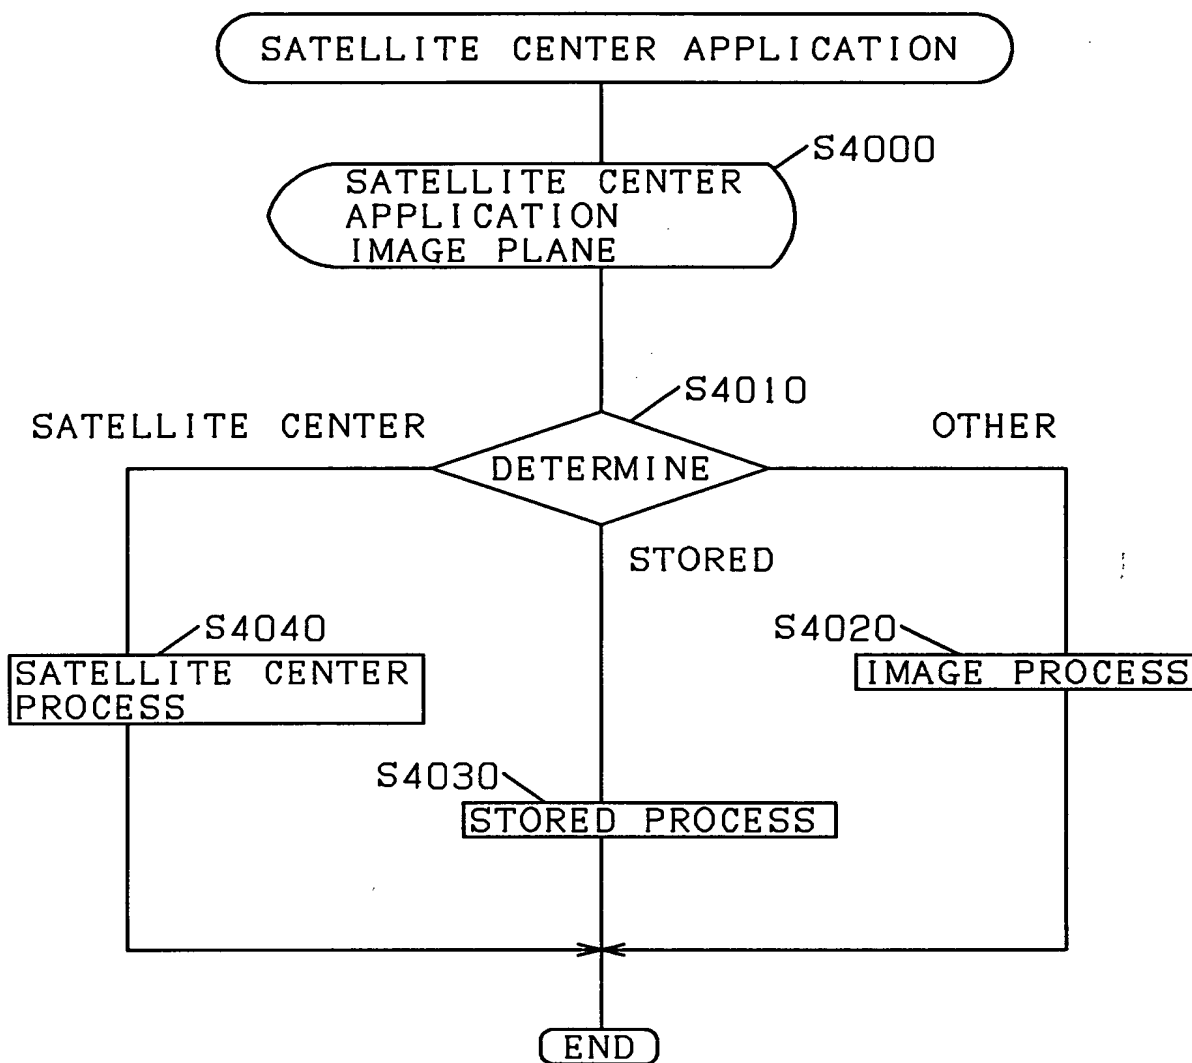 SATELLITE CENTER APPLICATION
S4000
SATELLITE CENTER
APPLICATION
IMAGE PLANE
S4010
SATELLITE CENTER
OTHER
DETERMINE
STORED
S4040
S4020
SATELLITE CENTER
PROCESS
IMAGE PROCESS
S4030
STORED PROCESS
END